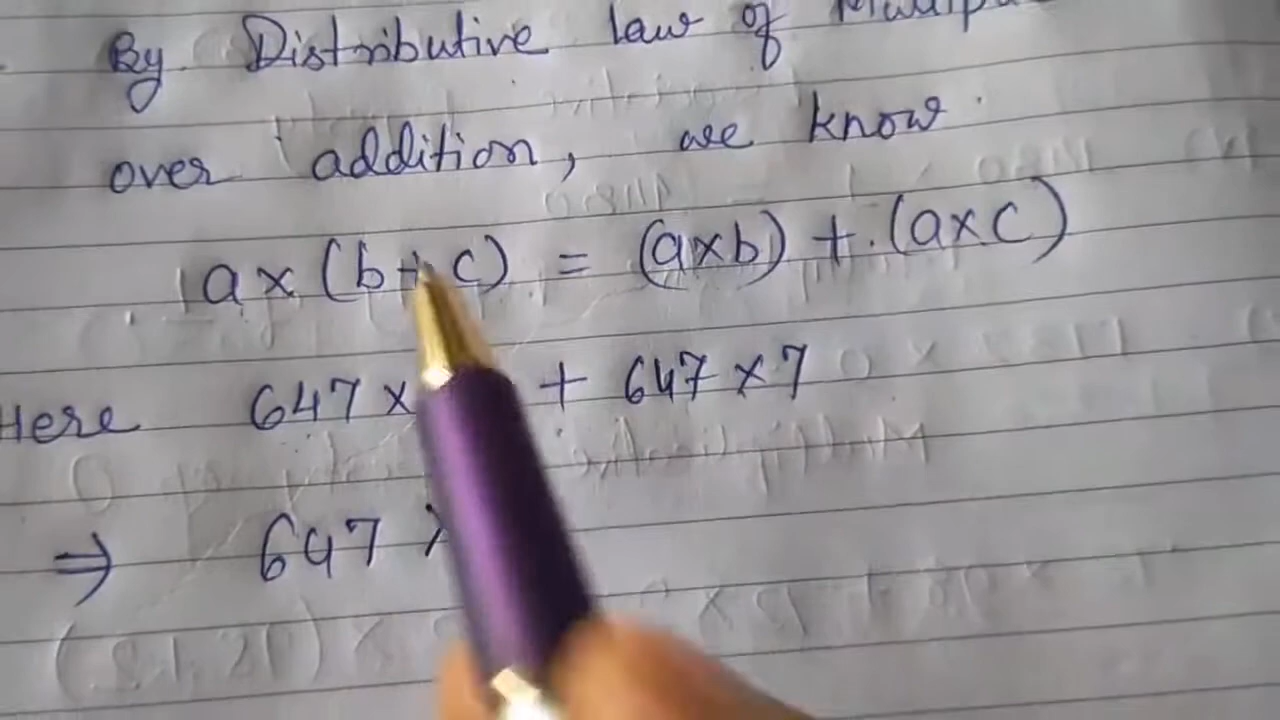 By Distributive law of
over addition, we know
a × (b + c) = (a×b) + (a×c)
Here 647 × + 647 × 7
⇒ 647 ×